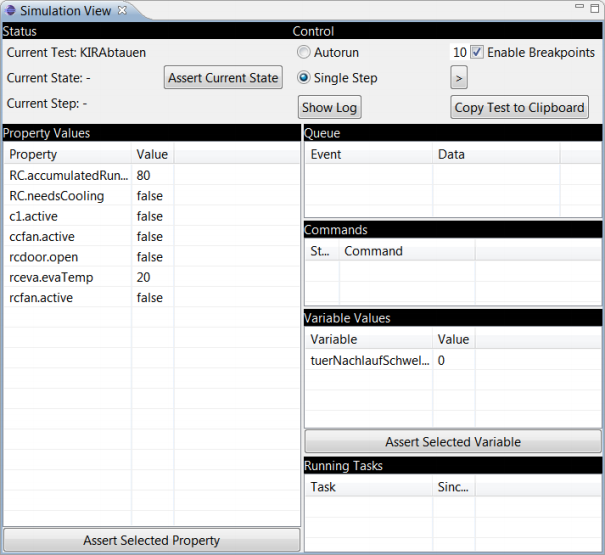 Simulation View
Status
Control
Current Test: KIRAbtauen
Autorun
10 Enable Breakpoints
Current State: -
Assert Current State
Single Step
>
Current Step: -
Show Log
Copy Test to Clipboard
Property Values
Property Value
RC.accumulatedRun... 80
RC.needsCooling false
c1.active false
ccfan.active false
rcdoor.open false
rceva.evaTemp 20
rcfan.active false
Assert Selected Property
Queue
Event Data
Commands
St... Command
Variable Values
Variable Value
tuerNachlaufSchwel... 0
Assert Selected Variable
Running Tasks
Task Sinc...